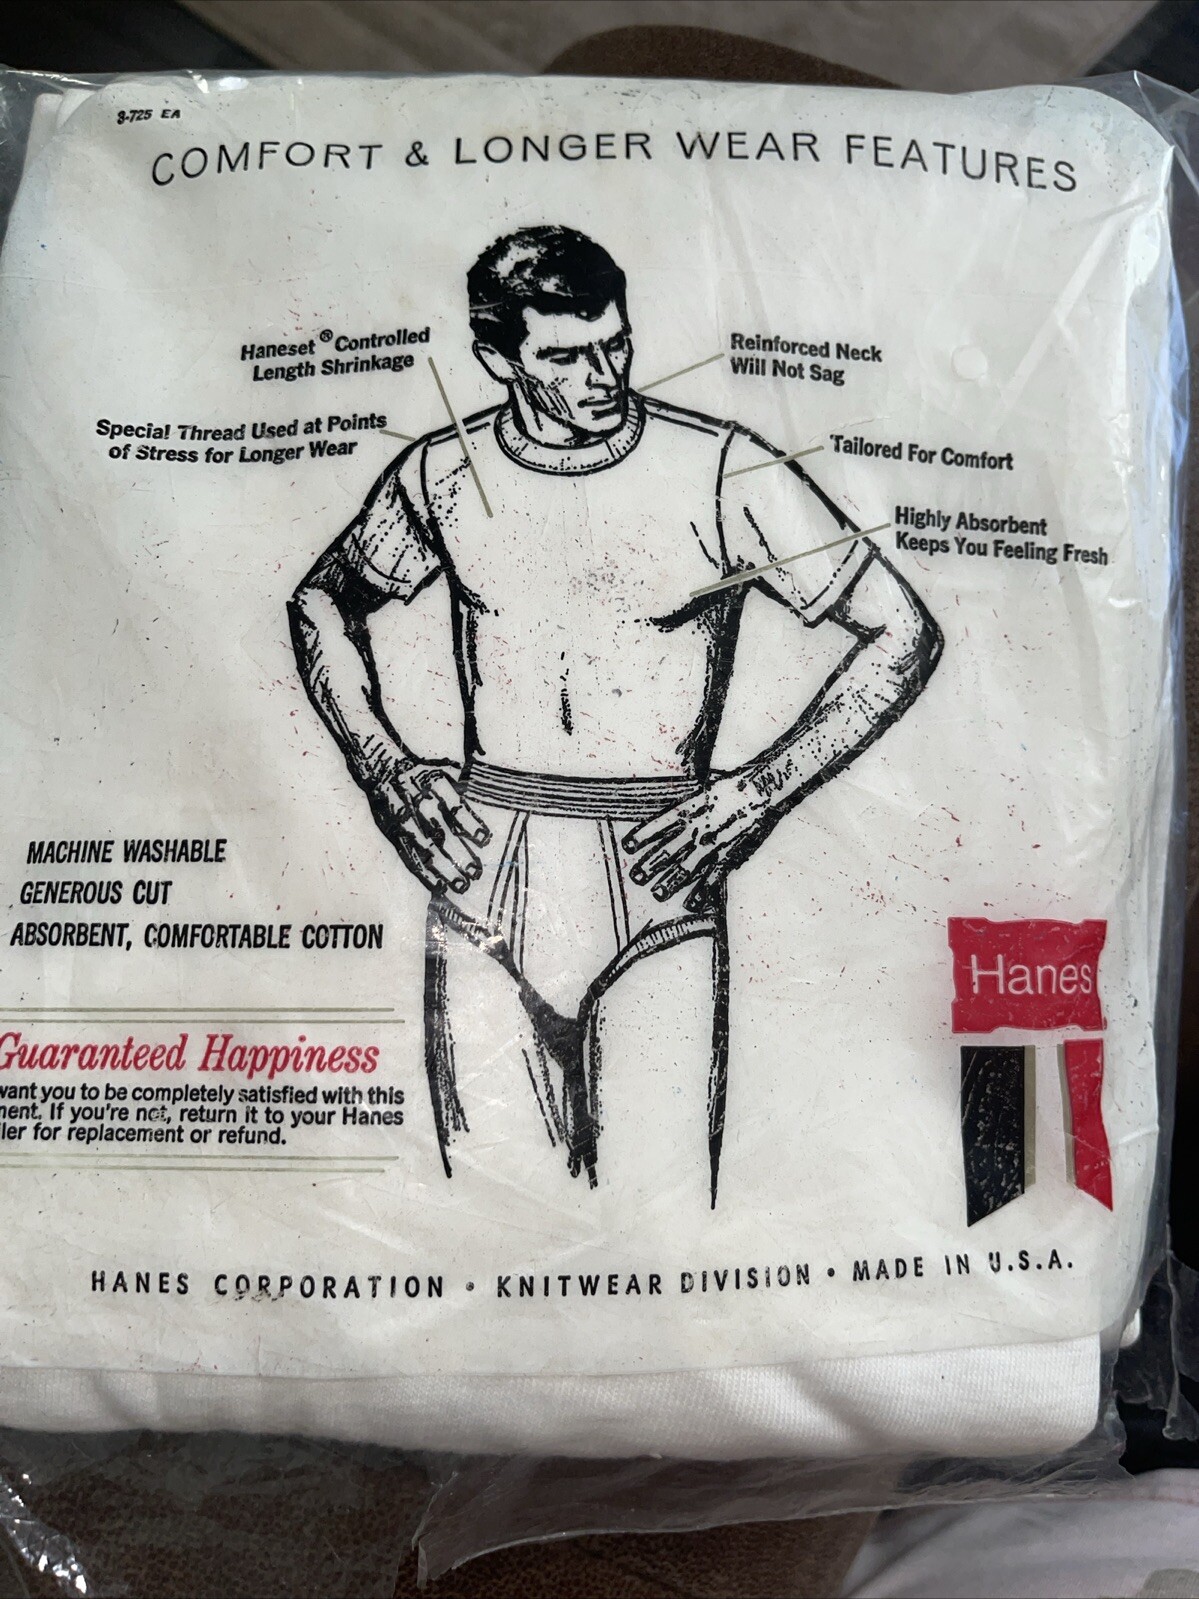 3-725 EA
COMFORT & LONGER WEAR FEATURES
Haneset® Controlled
Length Shrinkage
Reinforced Neck
Will Not Sag
Special Thread Used at Points
of Stress for Longer Wear
Tailored For Comfort
Highly Absorbent
Keeps You Feeling Fresh
MACHINE WASHABLE
GENEROUS CUT
ABSORBENT, COMFORTABLE COTTON
Hanes
Guaranteed Happiness
want you to be completely satisfied with this
If you're not, return it to your Hanes
for replacement or refund.
HANES CORPORATION • KNITWEAR DIVISION • MADE IN U.S.A.